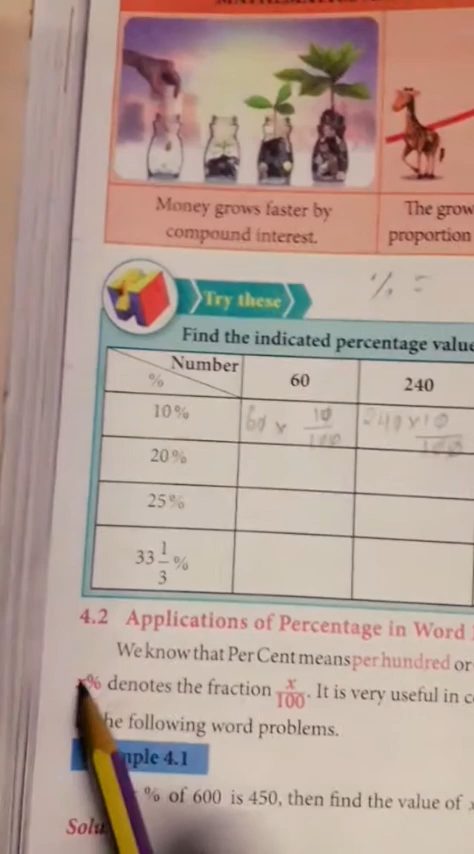 Money grows faster by
compound interest.
The grow
proportion
% =
Try these
Find the indicated percentage value
Number
%
60
240
10%
60 x 10/100
240 x 10/100
20%
25%
33 1/3 %
4.2 Applications of Percentage in Word
We know that Per Cent means per hundred or
x% denotes the fraction x/100. It is very useful in c
he following word problems.
mple 4.1
% of 600 is 450, then find the value of x
Solu